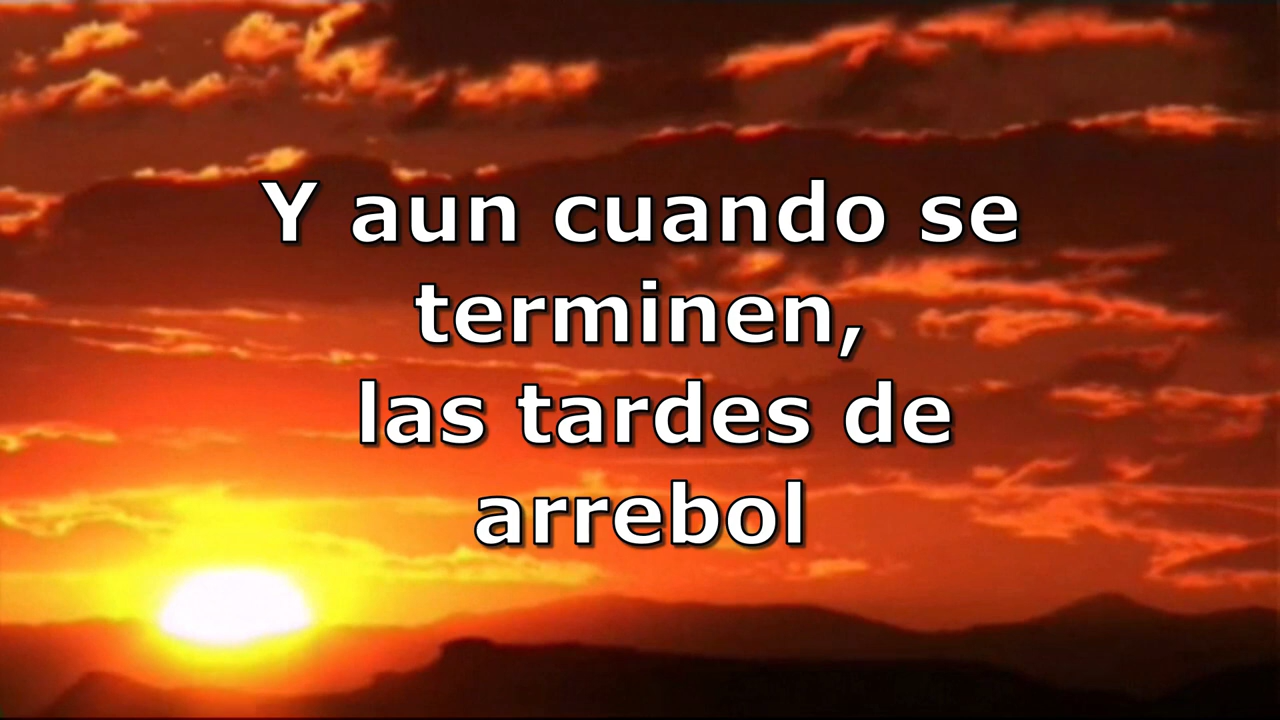 Y aun cuando se
terminen,
las tardes de
arrebol